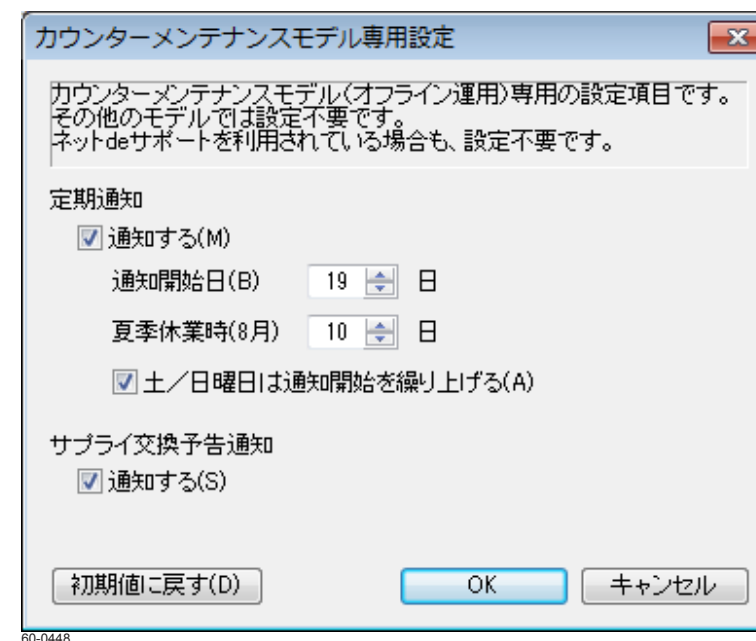 カウンターメンテナンスモデル専用設定
カウンターメンテナンスモデル(オフライン運用)専用の設定項目です。
その他のモデルでは設定不要です。
ネットdeサポートを利用されている場合も、設定不要です。
定期通知
通知する(M)
通知開始日(B) 19 日
夏季休業時(8月) 10 日
土／日曜日は通知開始を繰り上げる(A)
サプライ交換予告通知
通知する(S)
初期値に戻す(D) OK キャンセル
60-0448